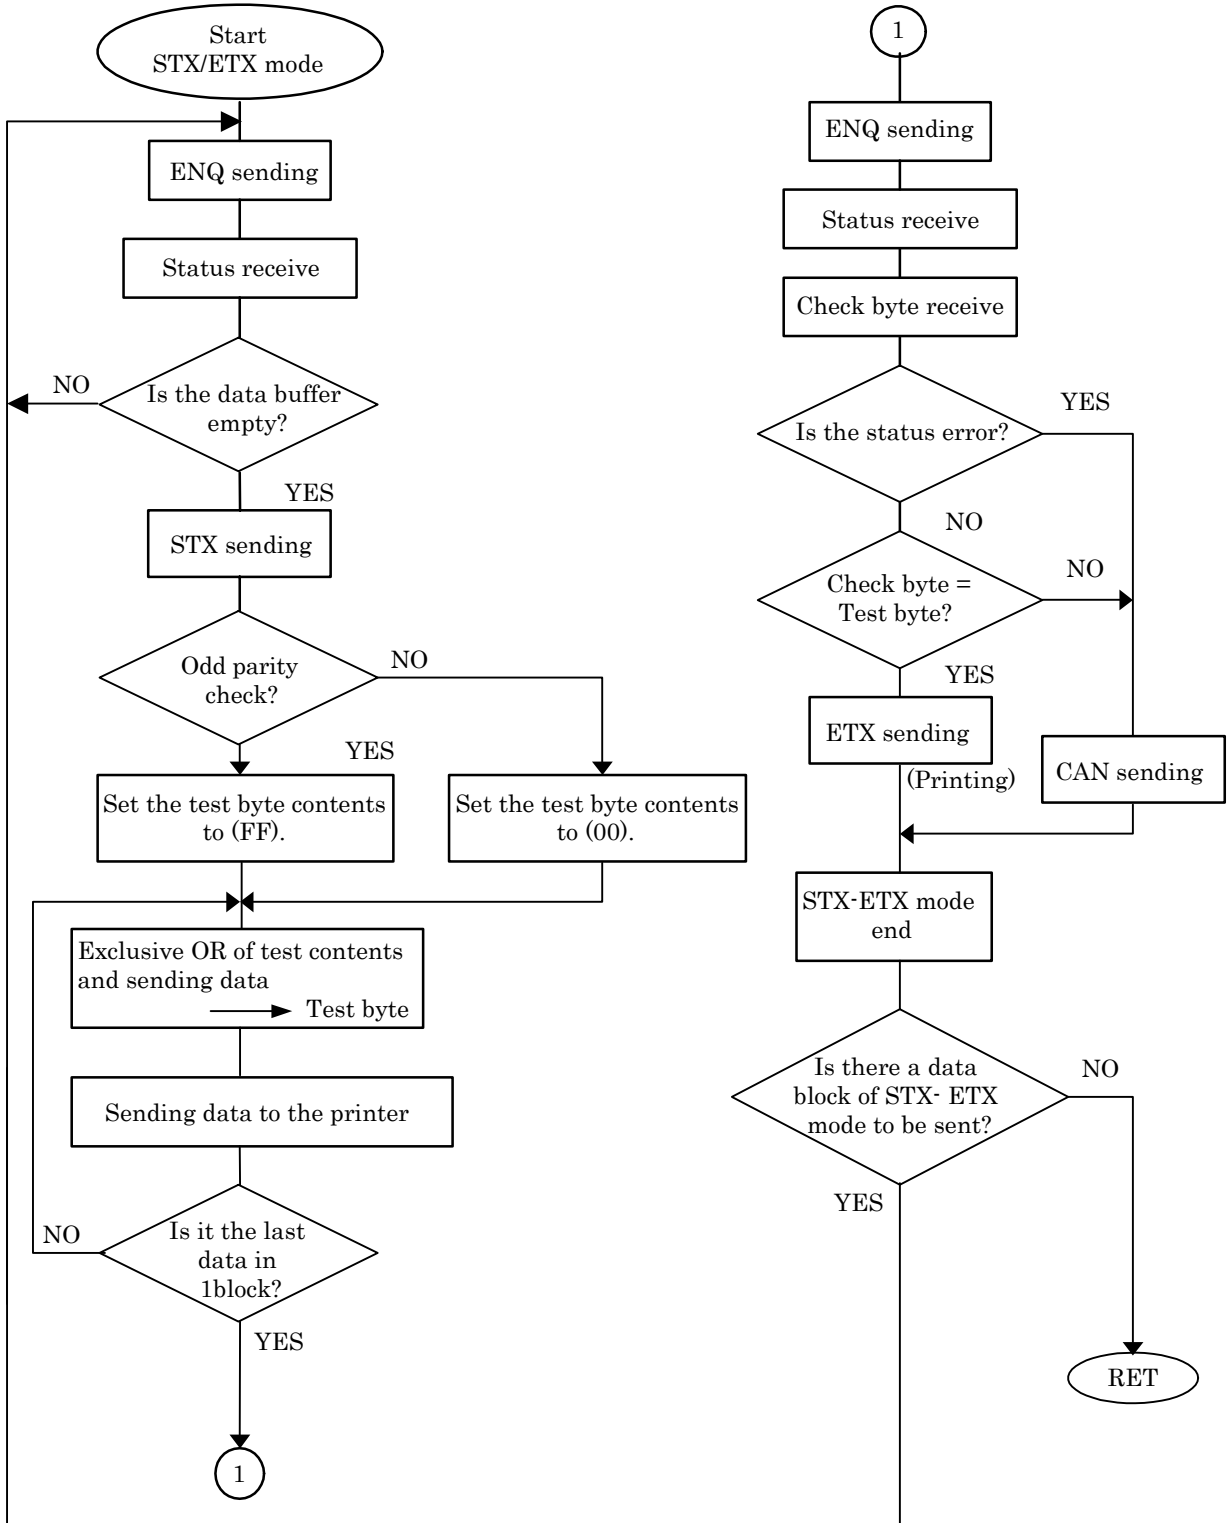 Start
STX/ETX mode
ENQ sending
Status receive
NO
Is the data buffer
empty?
YES
STX sending
Odd parity
check?
NO
YES
Set the test byte contents
to (FF).
Set the test byte contents
to (00).
Exclusive OR of test contents
and sending data
Test byte
Sending data to the printer
NO
Is it the last
data in
1block?
YES
1
1
ENQ sending
Status receive
Check byte receive
YES
Is the status error?
NO
NO
Check byte =
Test byte?
YES
ETX sending
(Printing)
CAN sending
STX-ETX mode
end
Is there a data
block of STX- ETX
mode to be sent?
NO
YES
RET